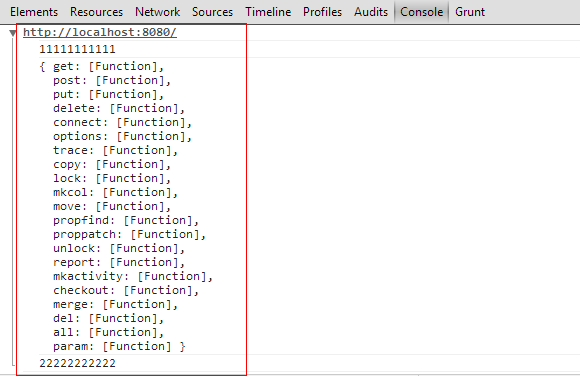 Elements Resources Network Sources Timeline Profiles Audits Console Grunt
http://localhost:8080/
11111111111
{ get: [Function],
post: [Function],
put: [Function],
delete: [Function],
connect: [Function],
options: [Function],
trace: [Function],
copy: [Function],
lock: [Function],
mkcol: [Function],
move: [Function],
propfind: [Function],
proppatch: [Function],
unlock: [Function],
report: [Function],
mkactivity: [Function],
checkout: [Function],
merge: [Function],
del: [Function],
all: [Function],
param: [Function] }
22222222222